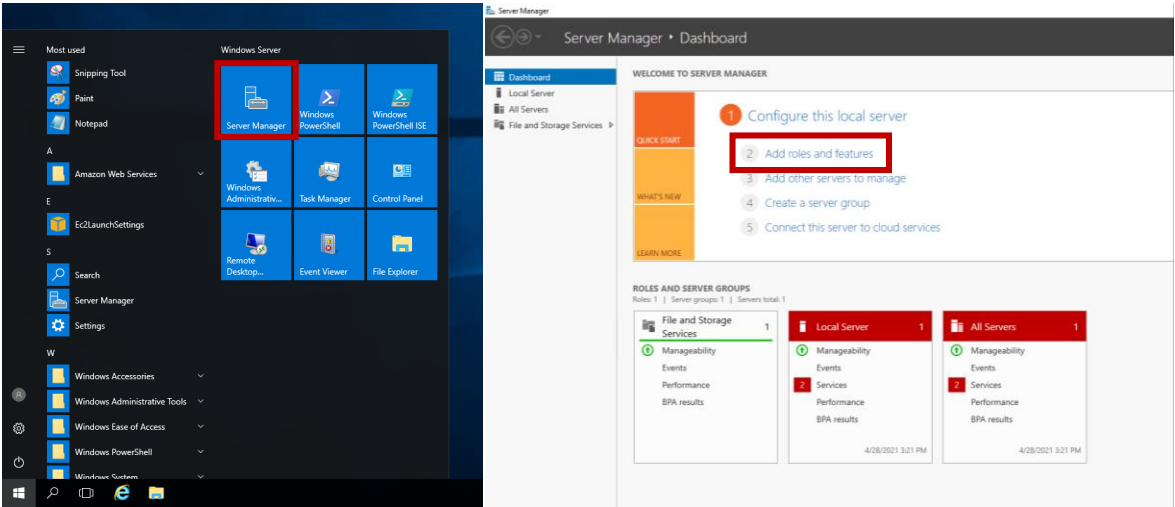 Most used
Snipping Tool
Paint
Notepad
A
Amazon Web Services
E
Ec2LaunchSettings
S
Search
Server Manager
Settings
W
Windows Accessories
Windows Administrative Tools
Windows Ease of Access
Windows PowerShell
Windows System
Windows Server
Server Manager
Windows
PowerShell
Windows
PowerShell ISE
Windows
Administrativ...
Task Manager
Control Panel
Remote
Desktop...
Event Viewer
File Explorer
Server Manager
Server Manager • Dashboard
Dashboard
Local Server
All Servers
File and Storage Services
WELCOME TO SERVER MANAGER
QUICK START
WHAT'S NEW
LEARN MORE
1 Configure this local server
2 Add roles and features
3 Add other servers to manage
4 Create a server group
5 Connect this server to cloud services
ROLES AND SERVER GROUPS
Roles: 1 | Server groups: 1 | Servers total: 1
File and Storage
Services
1
Manageability
Events
Performance
BPA results
Local Server 1
Manageability
Events
2 Services
Performance
BPA results
4/28/2021 3:21 PM
All Servers 1
Manageability
Events
2 Services
Performance
BPA results
4/28/2021 3:21 PM